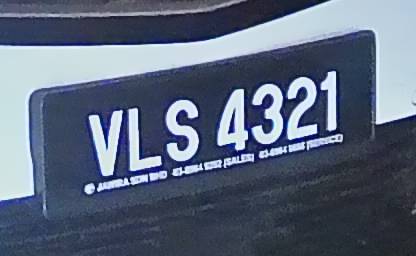 VLS 4321
SDN BHD (SALES) (SERVICE)